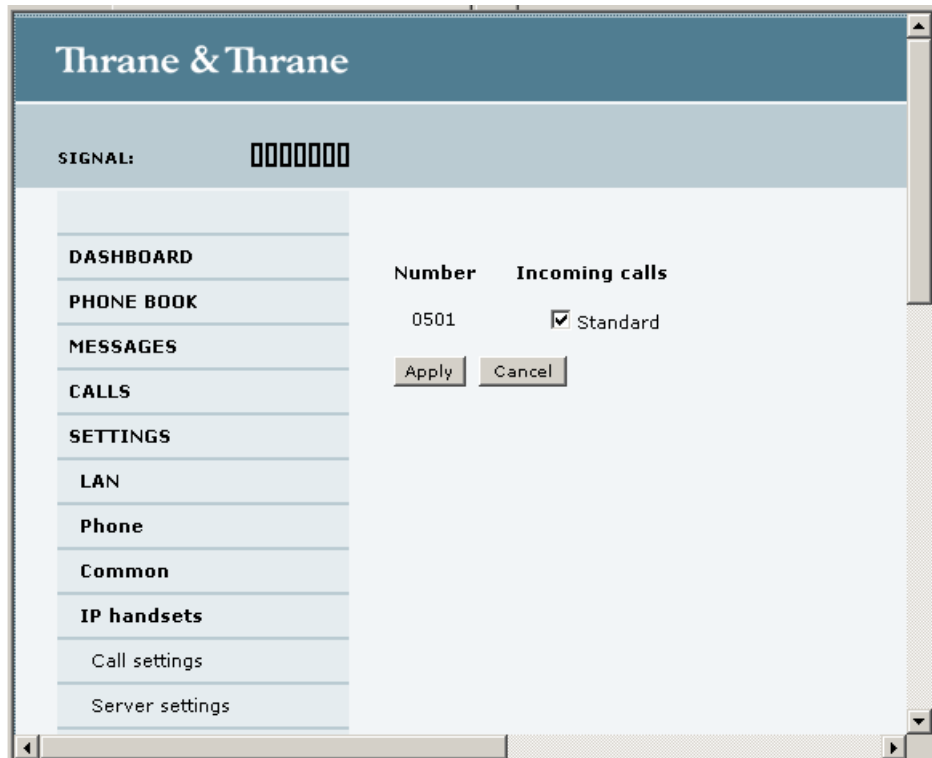 Thrane & Thrane
SIGNAL:
DASHBOARD
PHONE BOOK
MESSAGES
CALLS
SETTINGS
LAN
Phone
Common
IP handsets
Call settings
Server settings
Number Incoming calls
0501 Standard
Apply Cancel